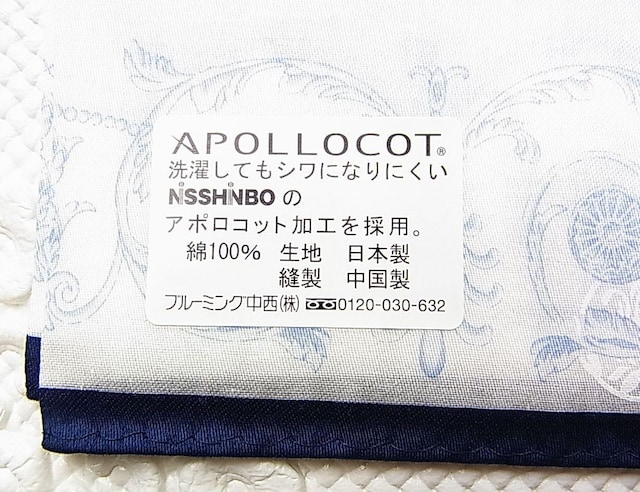 APOLLOCOT®
洗濯してもシワになりにくい
NISSHINBO の
アポロコット加工を採用。
綿100% 生地 日本製
縫製 中国製
ブルーミング中西(株) 0120-030-632